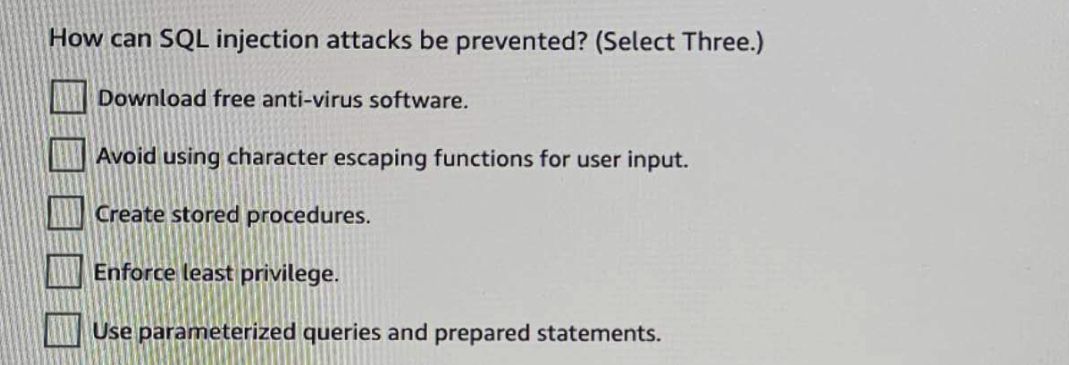 How can SQL injection attacks be prevented? (Select Three.)
Download free anti-virus software.
Avoid using character escaping functions for user input.
Create stored procedures.
Enforce least privilege.
Use parameterized queries and prepared statements.